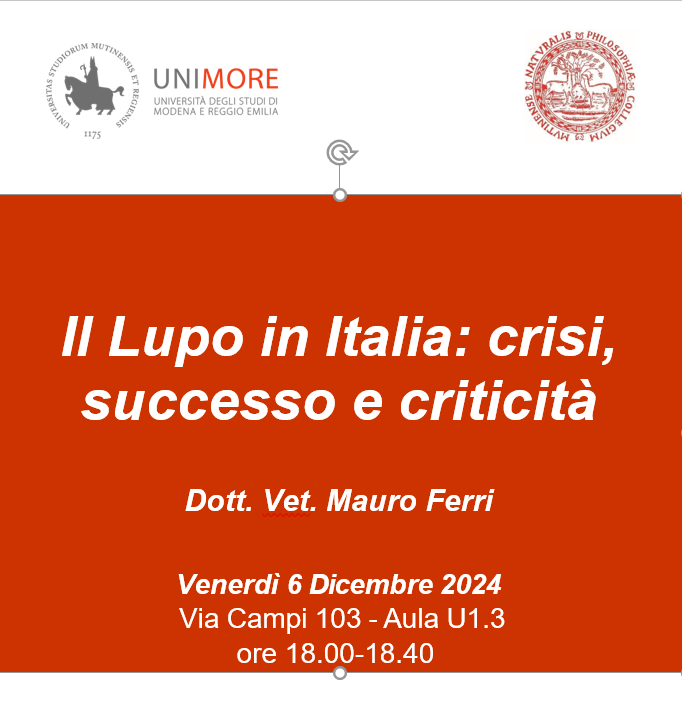 UNIVERSITAS STUDIORUM MUTINENSIS ET REGIENSIS
1175
UNIMORE
UNIVERSITÀ DEGLI STUDI DI
MODENA E REGGIO EMILIA
MVTINENSE NATVRALIS PHILOSOPHIÆ COLLEGIVM
Il Lupo in Italia: crisi,
successo e criticità
Dott. Vet. Mauro Ferri
Venerdì 6 Dicembre 2024
Via Campi 103 - Aula U1.3
ore 18.00-18.40